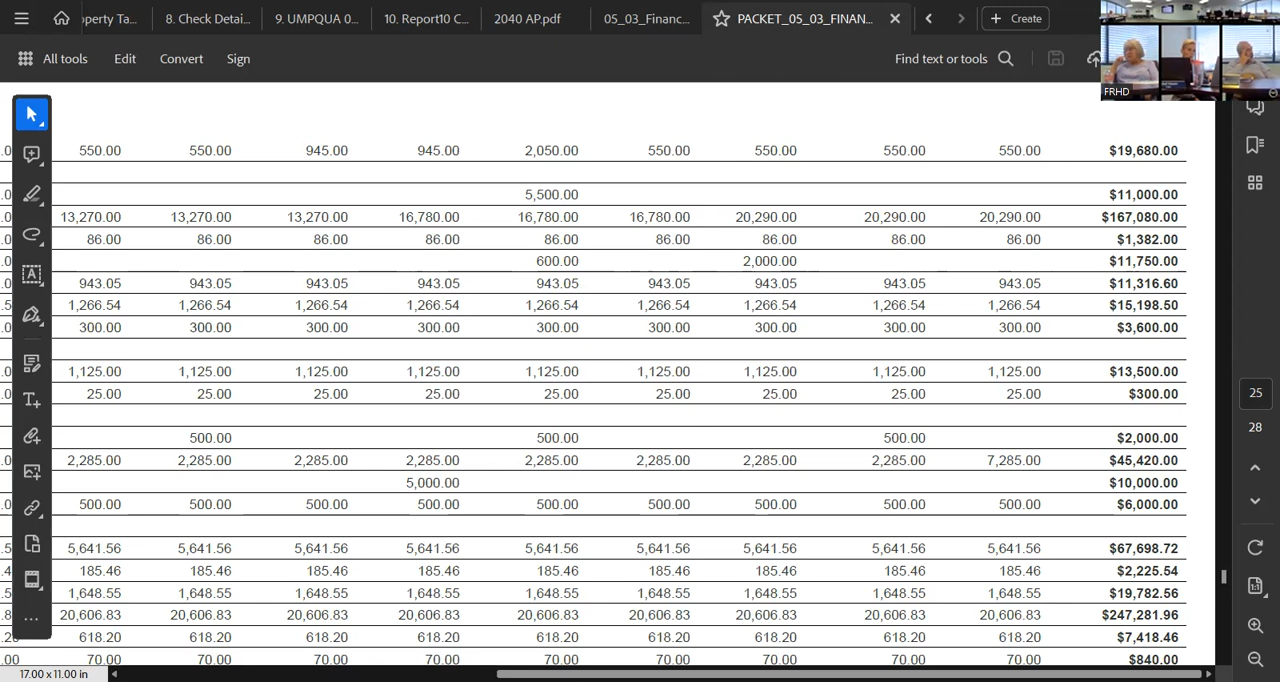 operty Ta...
8. Check Detai...
9. UMPQUA 0...
10. Report10 C...
2040 AP.pdf
05_03_Financ...
PACKET_05_03_FINAN...
Create
All tools
Edit
Convert
Sign
Find text or tools
FRHD
.0 550.00 550.00 945.00 945.00 2,050.00 550.00 550.00 550.00 550.00 $19,680.00
.0 5,500.00 $11,000.00
.0 13,270.00 13,270.00 13,270.00 16,780.00 16,780.00 16,780.00 20,290.00 20,290.00 20,290.00 $167,080.00
.0 86.00 86.00 86.00 86.00 86.00 86.00 86.00 86.00 86.00 $1,382.00
.0 600.00 2,000.00 $11,750.00
.0 943.05 943.05 943.05 943.05 943.05 943.05 943.05 943.05 943.05 $11,316.60
.5 1,266.54 1,266.54 1,266.54 1,266.54 1,266.54 1,266.54 1,266.54 1,266.54 1,266.54 $15,198.50
.0 300.00 300.00 300.00 300.00 300.00 300.00 300.00 300.00 300.00 $3,600.00
.0 1,125.00 1,125.00 1,125.00 1,125.00 1,125.00 1,125.00 1,125.00 1,125.00 1,125.00 $13,500.00
.0 25.00 25.00 25.00 25.00 25.00 25.00 25.00 25.00 25.00 $300.00
500.00 500.00 500.00 $2,000.00
.0 2,285.00 2,285.00 2,285.00 2,285.00 2,285.00 2,285.00 2,285.00 2,285.00 7,285.00 $45,420.00
5,000.00 $10,000.00
.0 500.00 500.00 500.00 500.00 500.00 500.00 500.00 500.00 500.00 $6,000.00
.5 5,641.56 5,641.56 5,641.56 5,641.56 5,641.56 5,641.56 5,641.56 5,641.56 5,641.56 $67,698.72
.4 185.46 185.46 185.46 185.46 185.46 185.46 185.46 185.46 185.46 $2,225.54
.5 1,648.55 1,648.55 1,648.55 1,648.55 1,648.55 1,648.55 1,648.55 1,648.55 1,648.55 $19,782.56
.8 20,606.83 20,606.83 20,606.83 20,606.83 20,606.83 20,606.83 20,606.83 20,606.83 20,606.83 $247,281.96
.20 618.20 618.20 618.20 618.20 618.20 618.20 618.20 618.20 618.20 $7,418.46
.00 70.00 70.00 70.00 70.00 70.00 70.00 70.00 70.00 70.00 $840.00
25
28
17.00 x 11.00 in